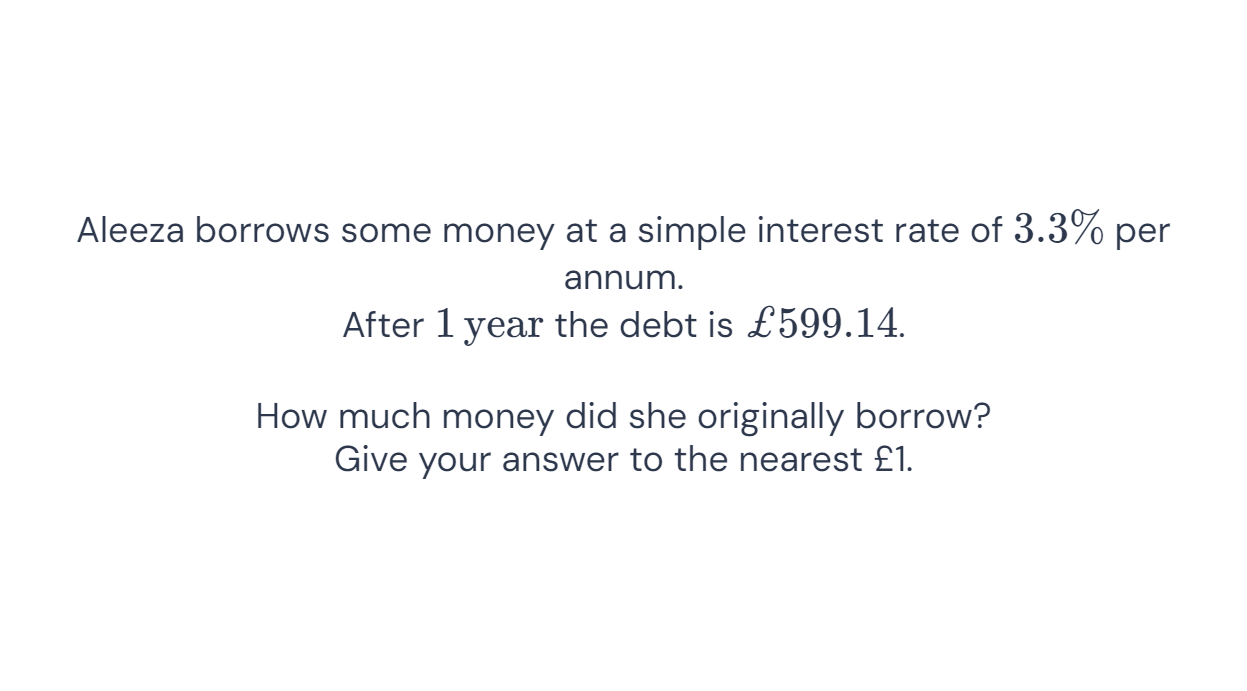 Aleeza borrows some money at a simple interest rate of 3.3% per
annum.
After 1 year the debt is £599.14.
How much money did she originally borrow?
Give your answer to the nearest £1.